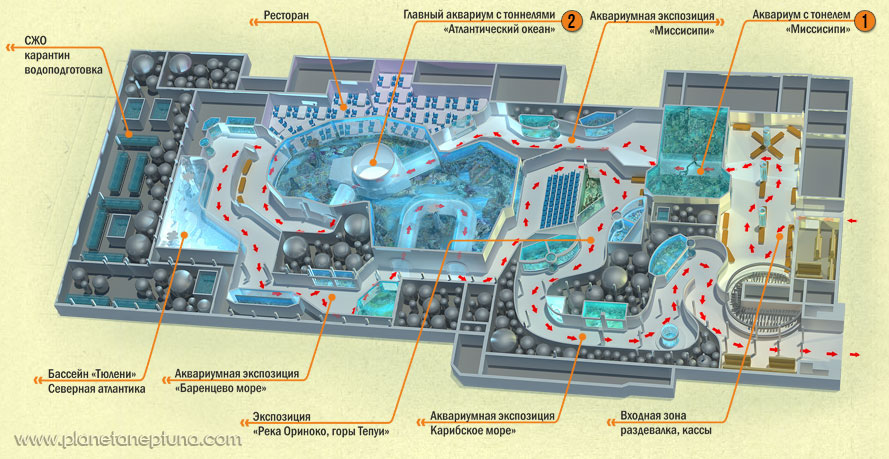 Ресторан
Главный аквариум с тоннелями
«Атлантический океан»
2
Аквариумная экспозиция
«Миссисипи»
Аквариум с тонелем
«Миссисипи»
1
СЖО
карантин
водоподготовка
Бассейн «Тюлени»
Северная атлантика
Аквариумная экспозиция
«Баренцево море»
Экспозиция
«Река Ориноко, горы Тепуи»
Аквариумная экспозиция
Карибское море»
Входная зона
раздевалка, кассы
www.planetaneptuna.com